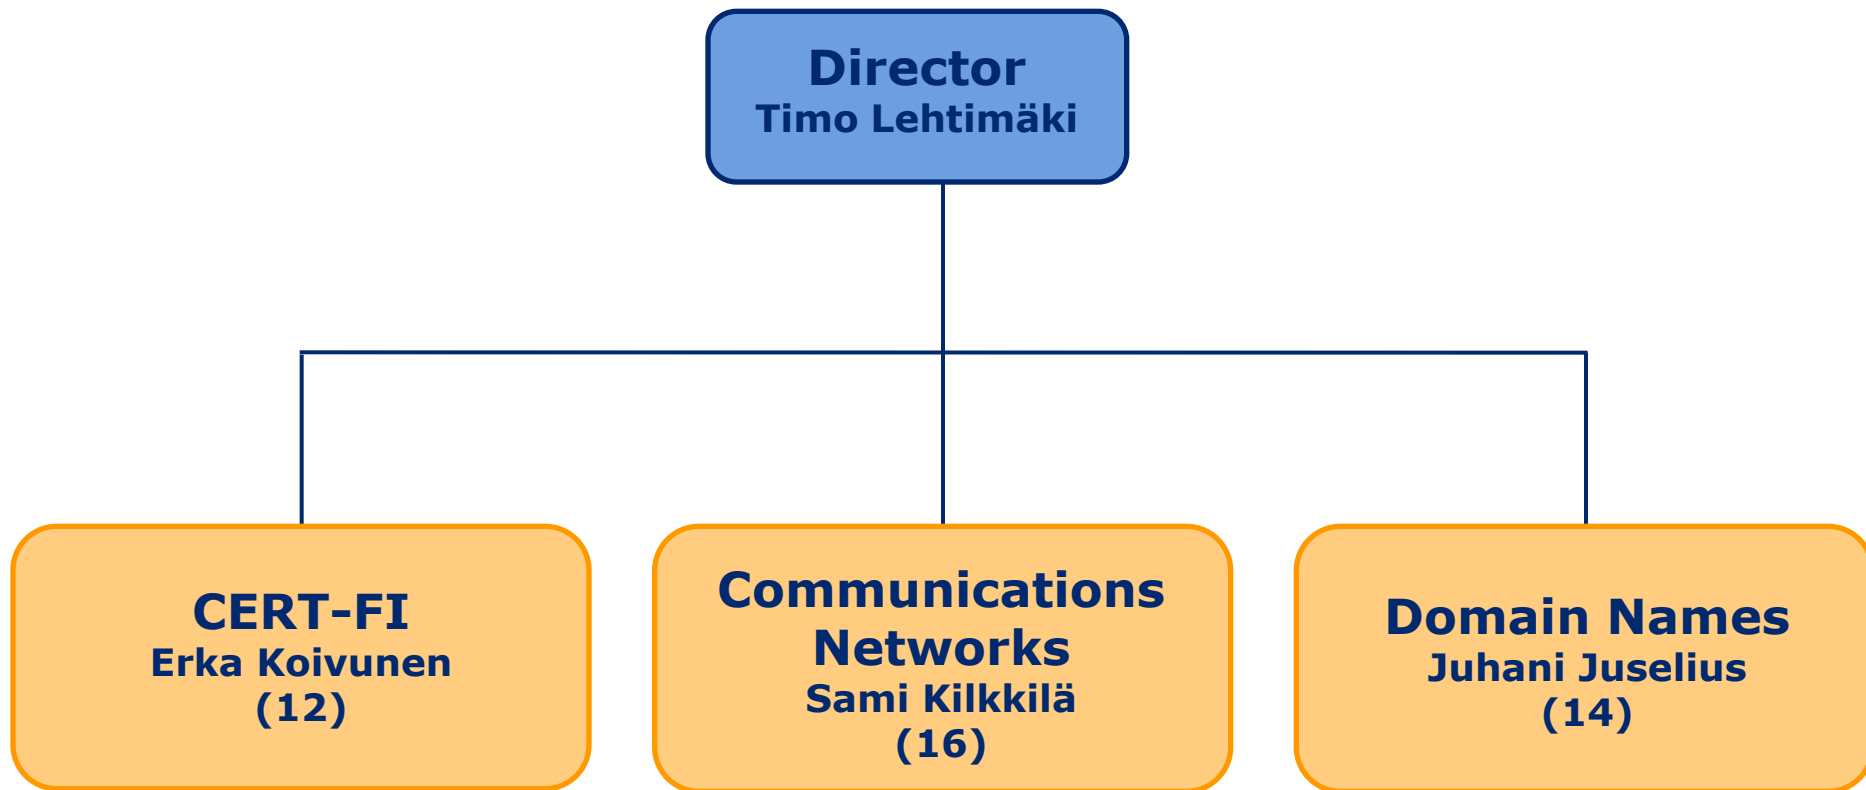 Director
Timo Lehtimäki
CERT-FI
Erka Koivunen
(12)
Communications
Networks
Sami Kilkkilä
(16)
Domain Names
Juhani Juselius
(14)